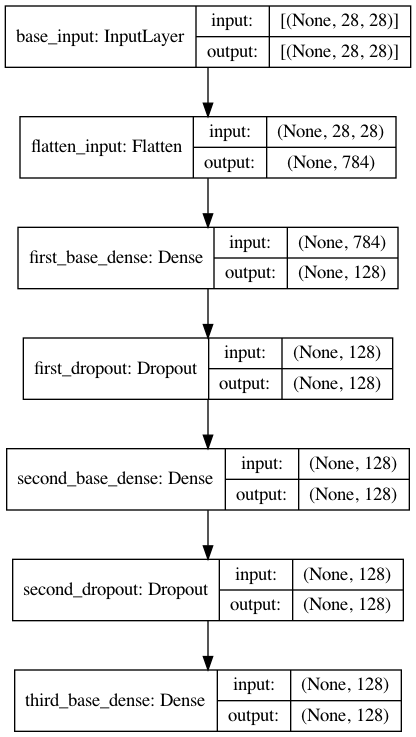 base_input: InputLayer
input:
[(None, 28, 28)]
output:
[(None, 28, 28)]
flatten_input: Flatten
input:
(None, 28, 28)
output:
(None, 784)
first_base_dense: Dense
input:
(None, 784)
output:
(None, 128)
first_dropout: Dropout
input:
(None, 128)
output:
(None, 128)
second_base_dense: Dense
input:
(None, 128)
output:
(None, 128)
second_dropout: Dropout
input:
(None, 128)
output:
(None, 128)
third_base_dense: Dense
input:
(None, 128)
output:
(None, 128)